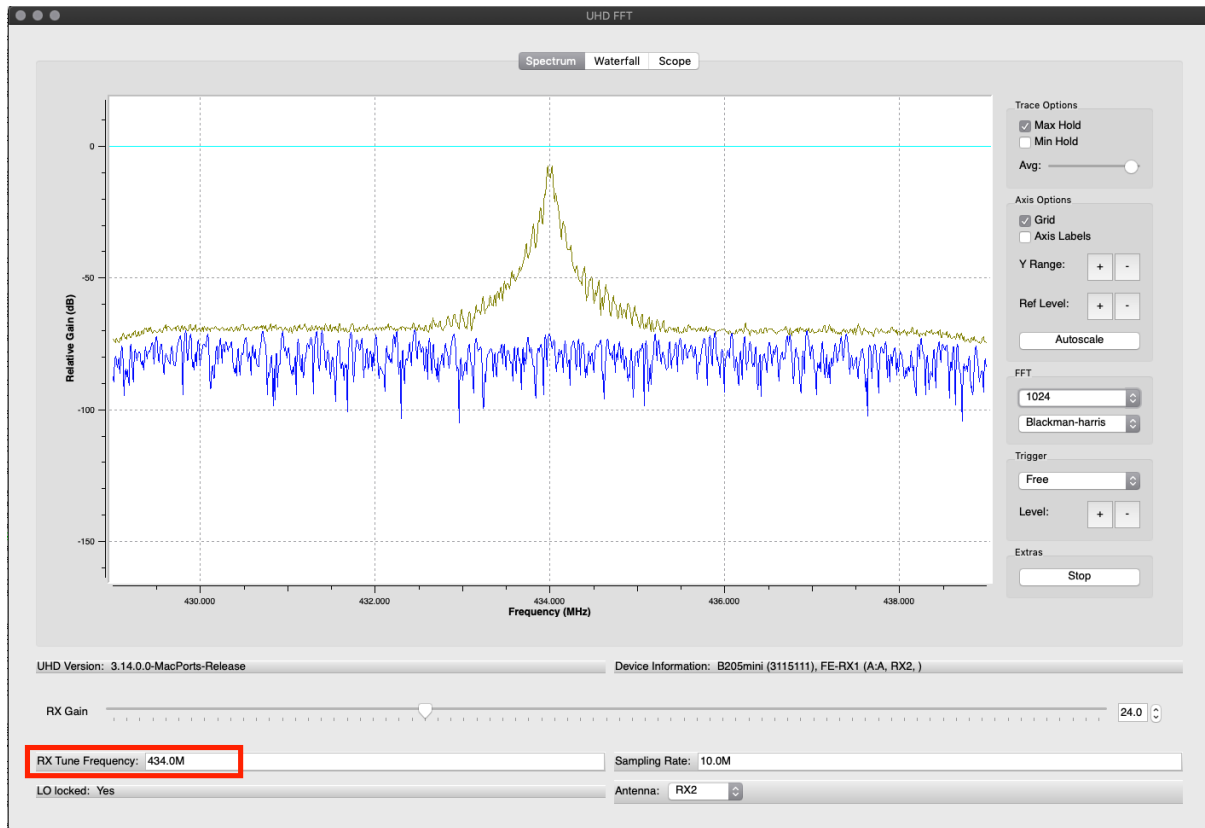 UHD FFT
Spectrum Waterfall Scope
Trace Options
Max Hold
Min Hold
Avg:
Axis Options
Grid
Axis Labels
Y Range: + -
Ref Level: + -
Autoscale
FFT
1024
Blackman-harris
Trigger
Free
Level: + -
Extras
Stop
0
-50
-100
-150
Relative Gain (dB)
430.000 432.000 434.000 436.000 438.000
Frequency (MHz)
UHD Version: 3.14.0.0-MacPorts-Release
Device Information: B205mini (3115111), FE-RX1 (A:A, RX2, )
RX Gain 24.0
RX Tune Frequency: 434.0M
Sampling Rate: 10.0M
LO locked: Yes
Antenna: RX2